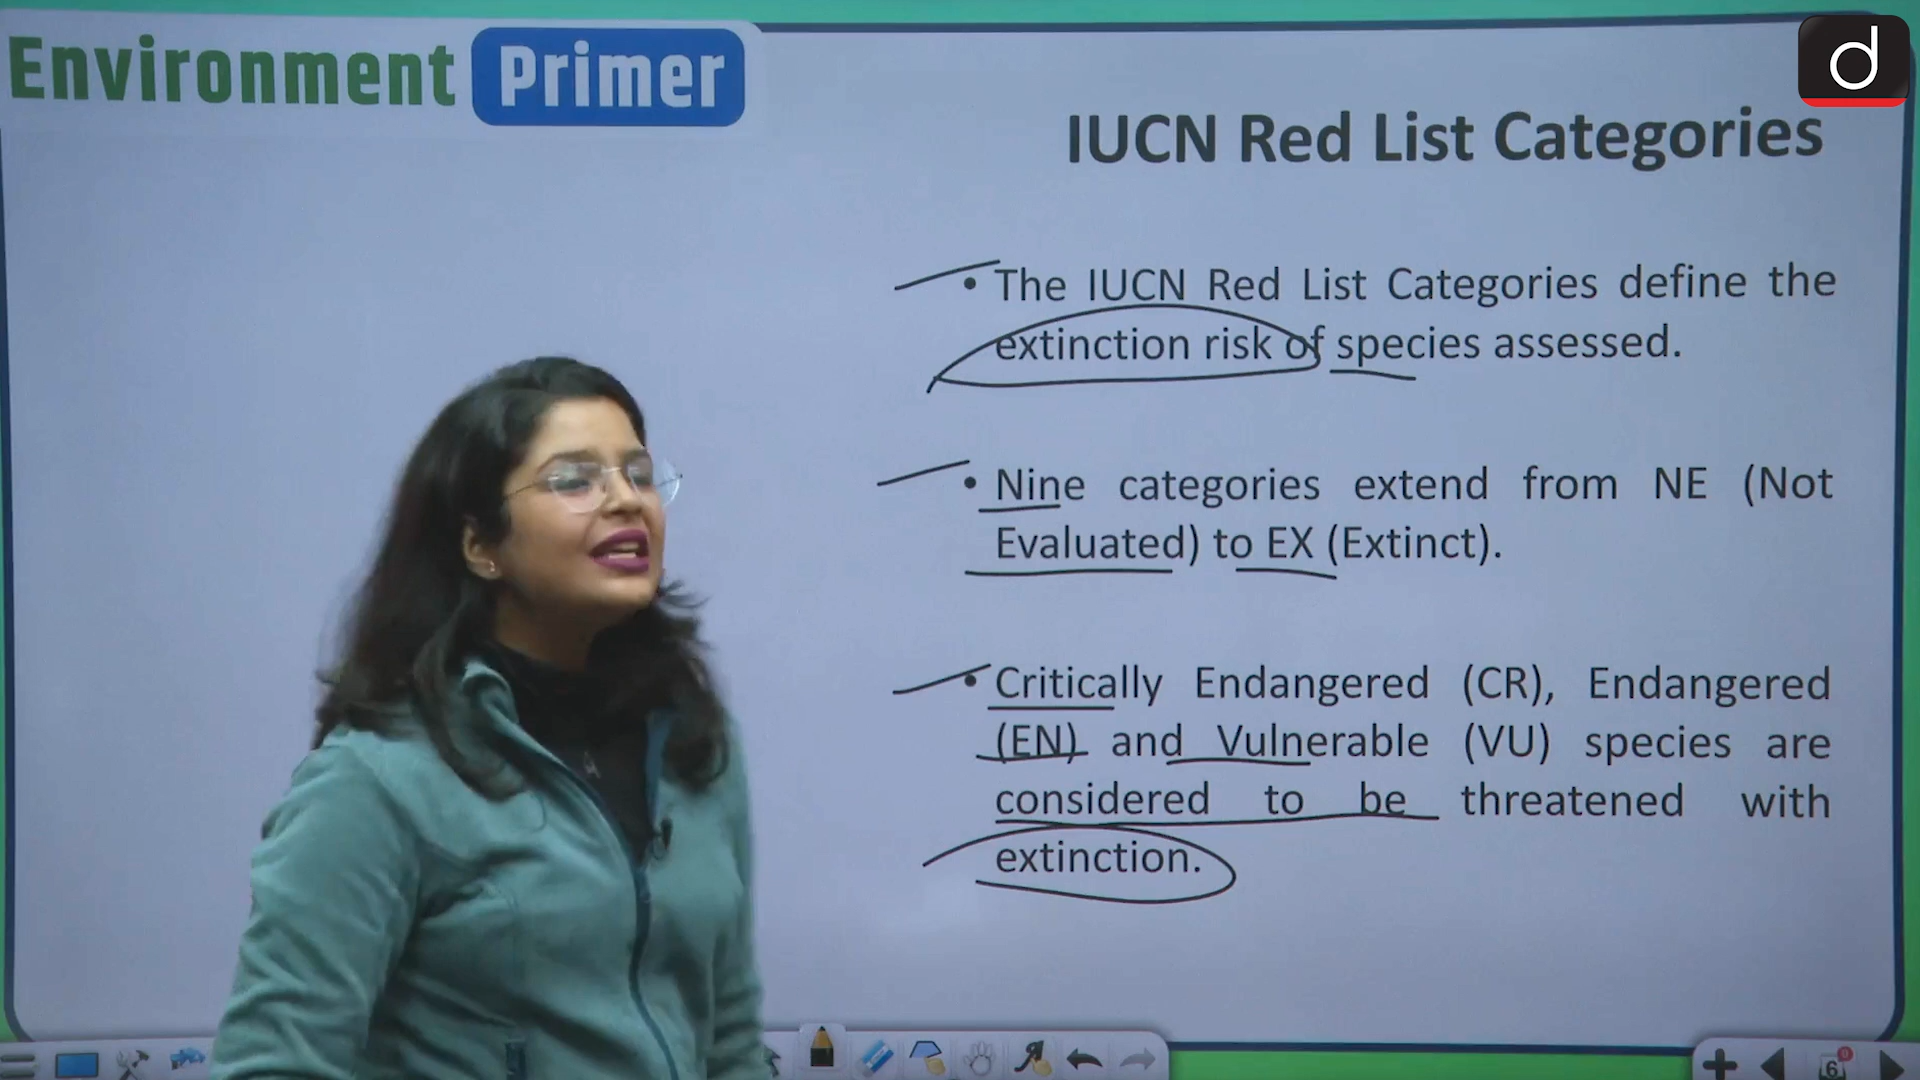 Environment Primer
d
IUCN Red List Categories
• The IUCN Red List Categories define the
extinction risk of species assessed.
• Nine categories extend from NE (Not
Evaluated) to EX (Extinct).
• Critically Endangered (CR), Endangered
(EN) and Vulnerable (VU) species are
considered to be threatened with
extinction.
6